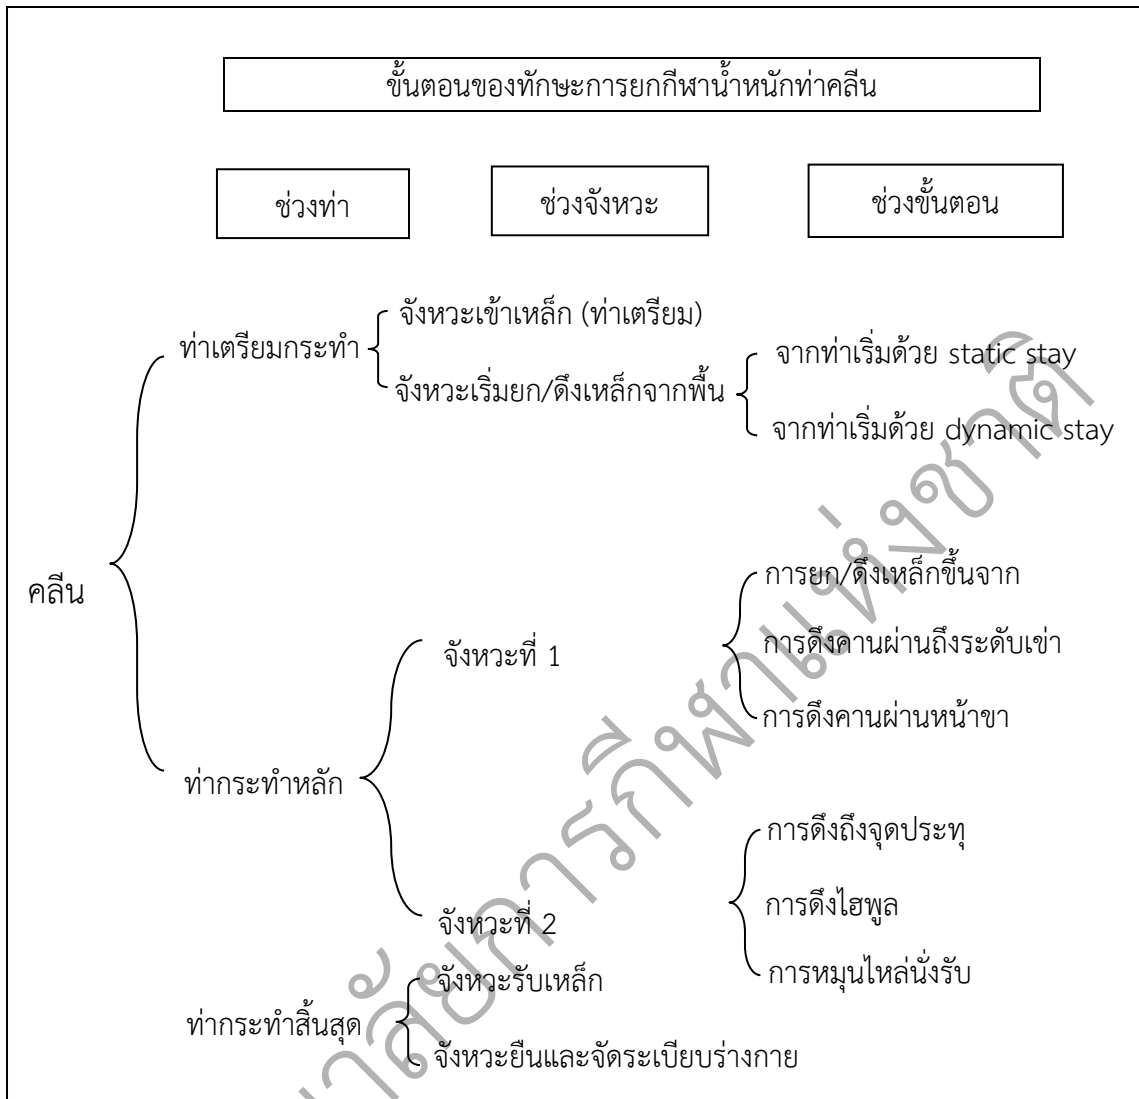 ขั้นตอนของทักษะการยกกีฬาน้ำหนักท่าคลีน
ช่วงท่า
ช่วงจังหวะ
ช่วงขั้นตอน
จังหวะเข้าเหล็ก (ท่าเตรียม)
ท่าเตรียมกระทำ
จากท่าเริ่มด้วย static stay
จังหวะเริ่มยก/ดึงเหล็กจากพื้น
จากท่าเริ่มด้วย dynamic stay
คลีน
การยก/ดึงเหล็กขึ้นจาก
จังหวะที่ 1
การดึงคานผ่านถึงระดับเข่า
การดึงคานผ่านหน้าขา
ท่ากระทำหลัก
การดึงถึงจุดประทุ
จังหวะที่ 2
การดึงไฮพูล
การหมุนไหล่นั่งรับ
จังหวะรับเหล็ก
ท่ากระทำสิ้นสุด
จังหวะยืนและจัดระเบียบร่างกาย
าลัยการกีฬาแห่งชาติ